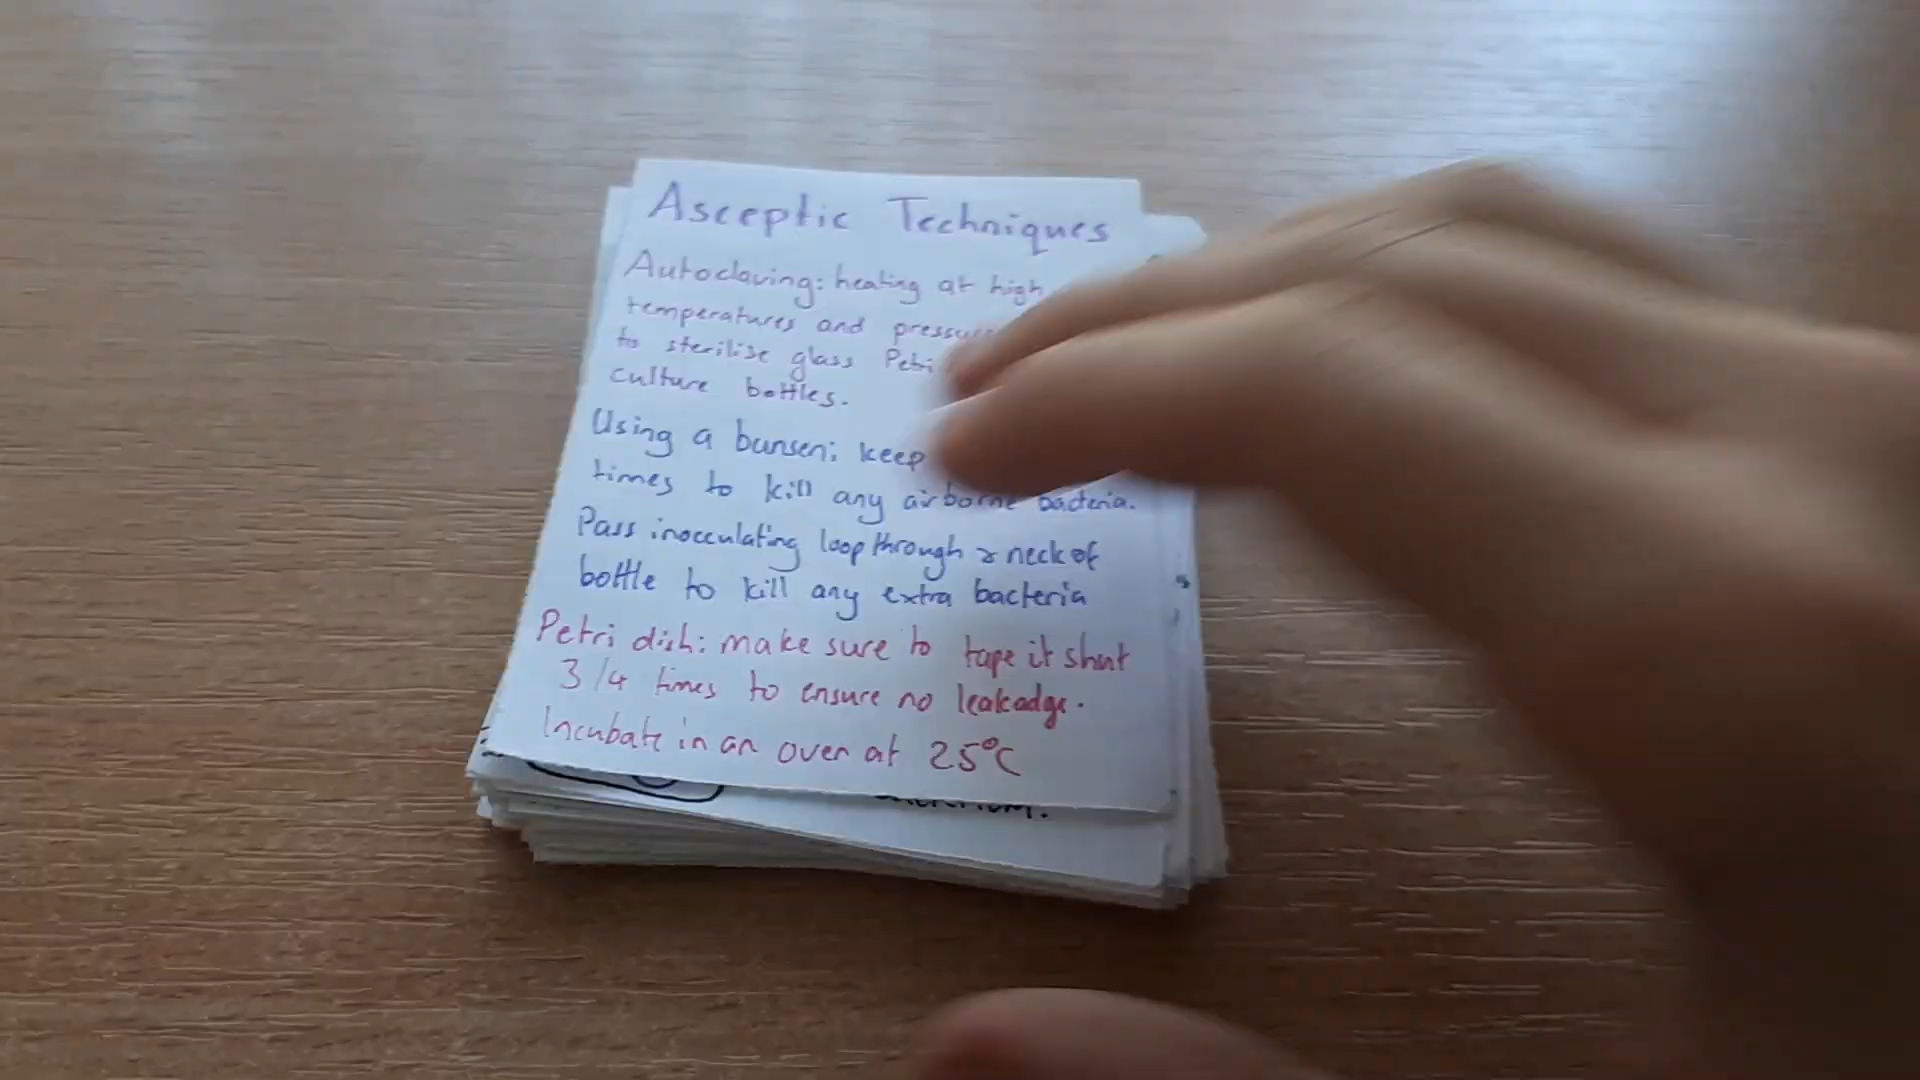 Asceptic Techniques
Autoclaving: heating at high
temperatures and
to sterilise glass Petri
culture bottles.
Using a bunsen: keep
times to kill any airborne bacteria.
Pass inocculating loop through & neck of
bottle to kill any extra bacteria
Petri dish: make sure to tape it shut
3/4 times to ensure no leakadge.
Incubate in an oven at 25°C